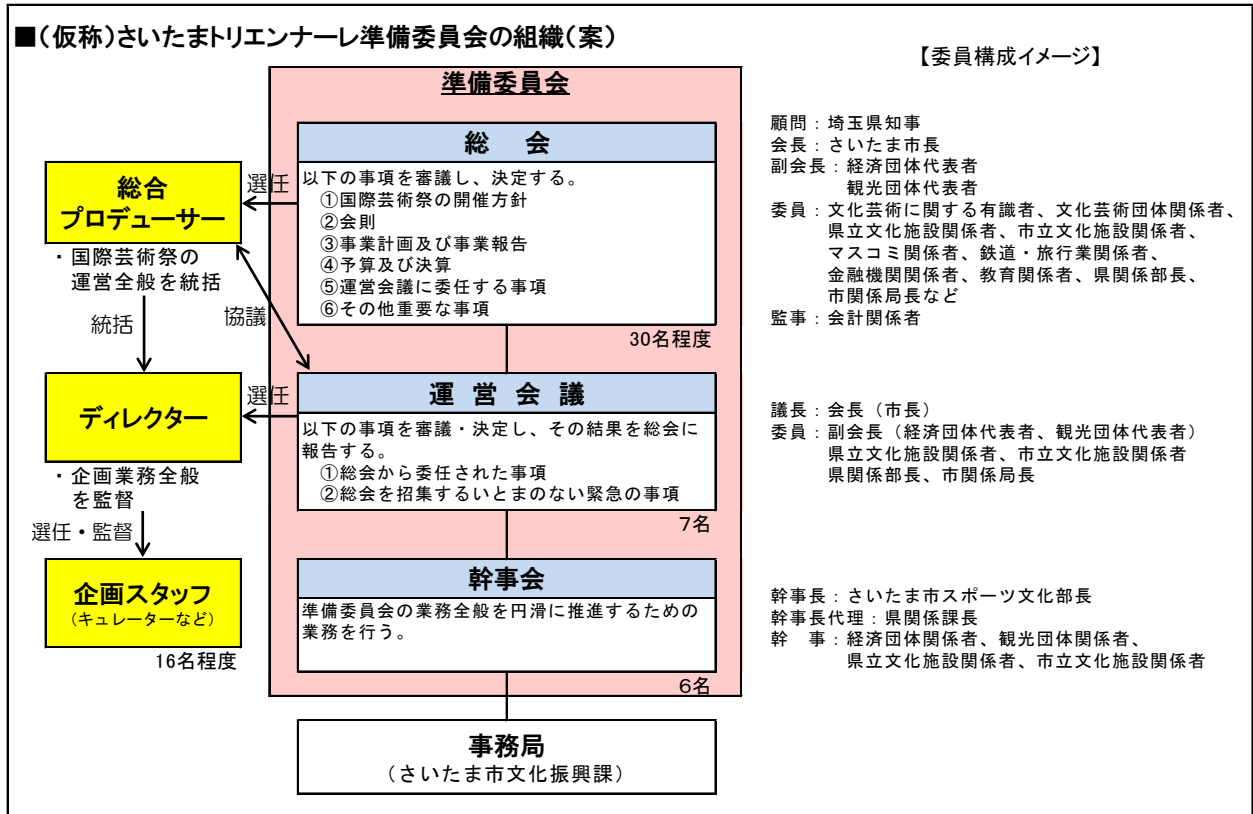 ■(仮称)さいたまトリエンナーレ準備委員会の組織(案)
【委員構成イメージ】
準備委員会
総　会
以下の事項を審議し、決定する。
①国際芸術祭の開催方針
②会則
③事業計画及び事業報告
④予算及び決算
⑤運営会議に委任する事項
⑥その他重要な事項
30名程度
選任
総合
プロデューサー
・国際芸術祭の
運営全般を統括
統括
協議
顧問：埼玉県知事
会長：さいたま市長
副会長：経済団体代表者
観光団体代表者
委員：文化芸術に関する有識者、文化芸術団体関係者、
県立文化施設関係者、市立文化施設関係者、
マスコミ関係者、鉄道・旅行業関係者、
金融機関関係者、教育関係者、県関係部長、
市関係局長など
監事：会計関係者
選任
ディレクター
・企画業務全般
を監督
選任・監督
運　営　会　議
以下の事項を審議・決定し、その結果を総会に
報告する。
①総会から委任された事項
②総会を招集するいとまのない緊急の事項
7名
議長：会長（市長）
委員：副会長（経済団体代表者、観光団体代表者）
県立文化施設関係者、市立文化施設関係者
県関係部長、市関係局長
企画スタッフ
(キュレーターなど)
16名程度
幹事会
準備委員会の業務全般を円滑に推進するための
業務を行う。
６名
幹事長：さいたま市スポーツ文化部長
幹事長代理：県関係課長
幹　事：経済団体関係者、観光団体関係者、
県立文化施設関係者、市立文化施設関係者
事務局
（さいたま市文化振興課）